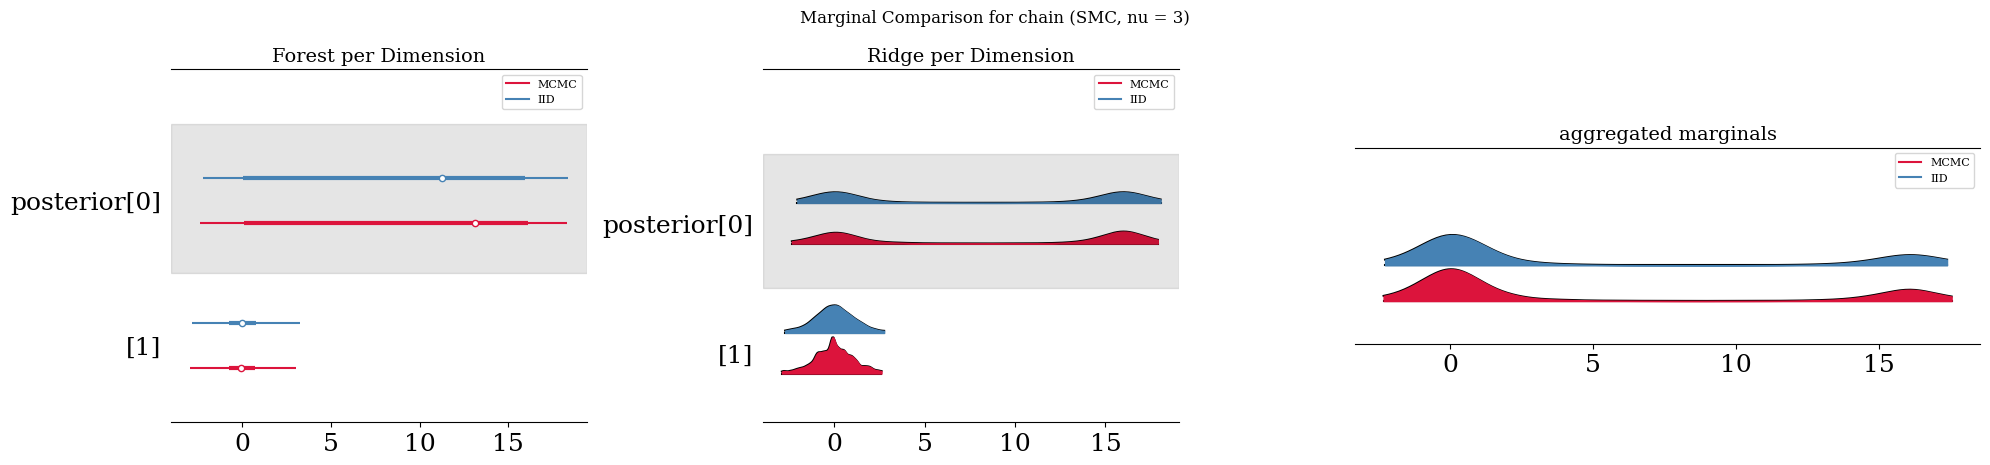 Marginal Comparison for chain (SMC, nu = 3)
Forest per Dimension
MCMC
IID
posterior[0]
[1]
0 5 10 15
Ridge per Dimension
MCMC
IID
posterior[0]
[1]
0 5 10 15
aggregated marginals
MCMC
IID
0 5 10 15